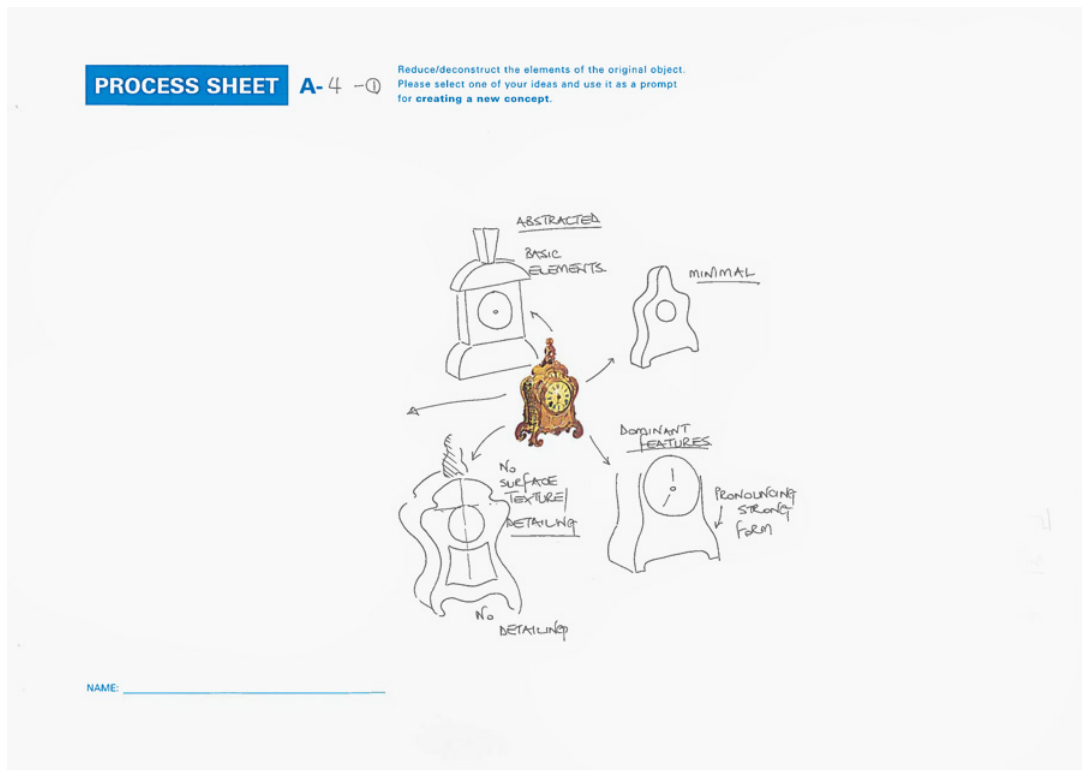 PROCESS SHEET A-4-①
Reduce/deconstruct the elements of the original object.
Please select one of your ideas and use it as a prompt
for creating a new concept.
ABSTRACTED
BASIC
ELEMENTS
MINIMAL
DOMINANT
FEATURES
PRONOUNCING
STRONG
FORM
NO
SURFACE
TEXTURE/
DETAILING
NO
DETAILING
NAME: